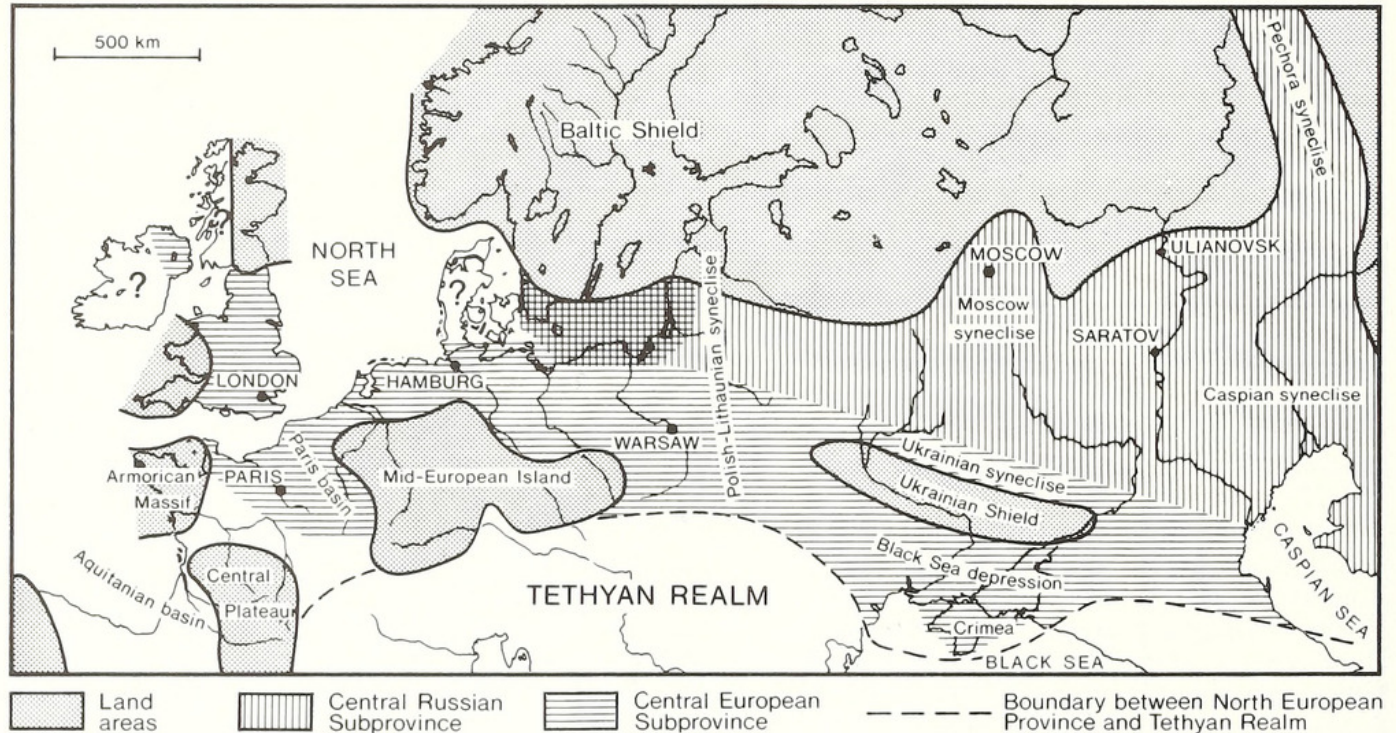 500 km
Pechora syneclise
Baltic Shield
NORTH
SEA
?
?
?
MOSCOW
ULIANOVSK
Moscow
syneclise
SARATOV
Polish-Lithaunian syneclise
LONDON
HAMBURG
Caspian syneclise
WARSAW
Paris basin
Armorican
Massif
PARIS
Mid-European Island
Ukrainian syneclise
Ukrainian Shield
CASPIAN SEA
Aquitanian basin
Central
Plateau
TETHYAN REALM
Black Sea depression
Crimea
BLACK SEA
Land
areas
Central Russian
Subprovince
Central European
Subprovince
Boundary between North European
Province and Tethyan Realm